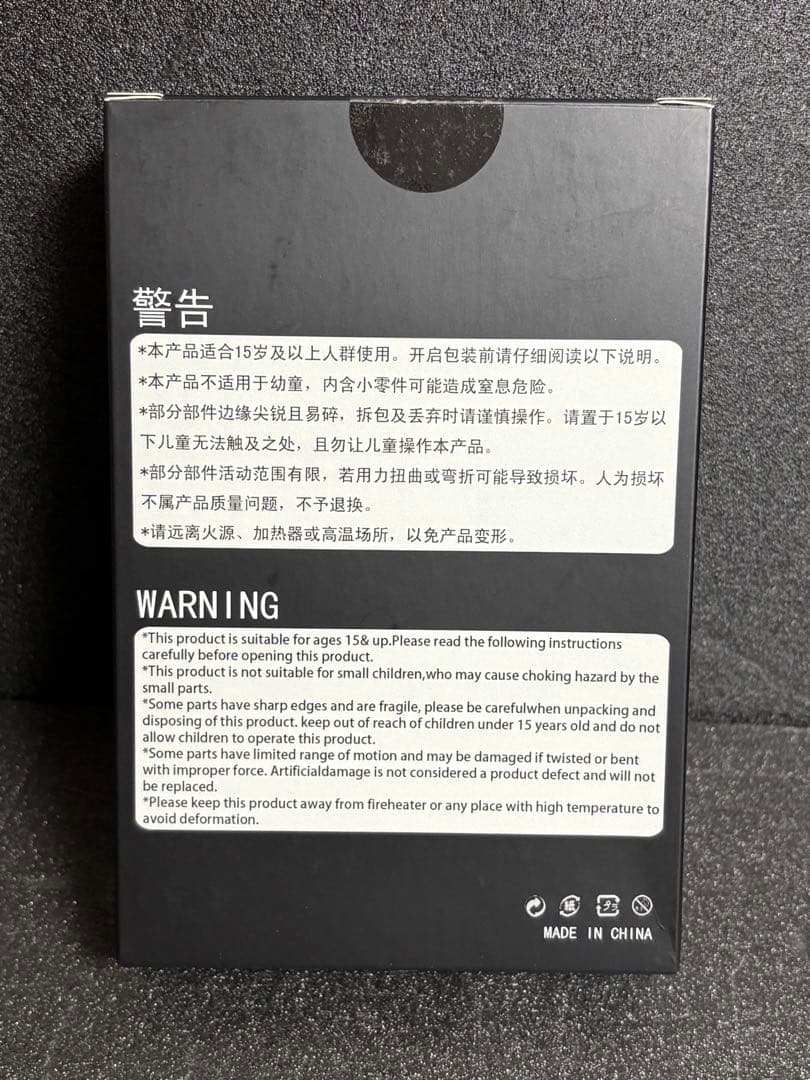 警告
*本产品适合15岁及以上人群使用。开启包装前请仔细阅读以下说明。
*本产品不适用于幼童，内含小零件可能造成窒息危险。
*部分部件边缘尖锐且易碎，拆包及丢弃时请谨慎操作。请置于15岁以
下儿童无法触及之处，且勿让儿童操作本产品。
*部分部件活动范围有限，若用力扭曲或弯折可能导致损坏。人为损坏
不属产品质量问题，不予退换。
*请远离火源、加热器或高温场所，以免产品变形。
WARNING
*This product is suitable for ages 15& up.Please read the following instructions
carefully before opening this product.
*This product is not suitable for small children,who may cause choking hazard by the
small parts.
*Some parts have sharp edges and are fragile, please be carefulwhen unpacking and
disposing of this product. keep out of reach of children under 15 years old and do not
allow children to operate this product.
*Some parts have limited range of motion and may be damaged if twisted or bent
with improper force. Artificialdamage is not considered a product defect and will not
be replaced.
*Please keep this product away from fireheater or any place with high temperature to
avoid deformation.
MADE IN CHINA